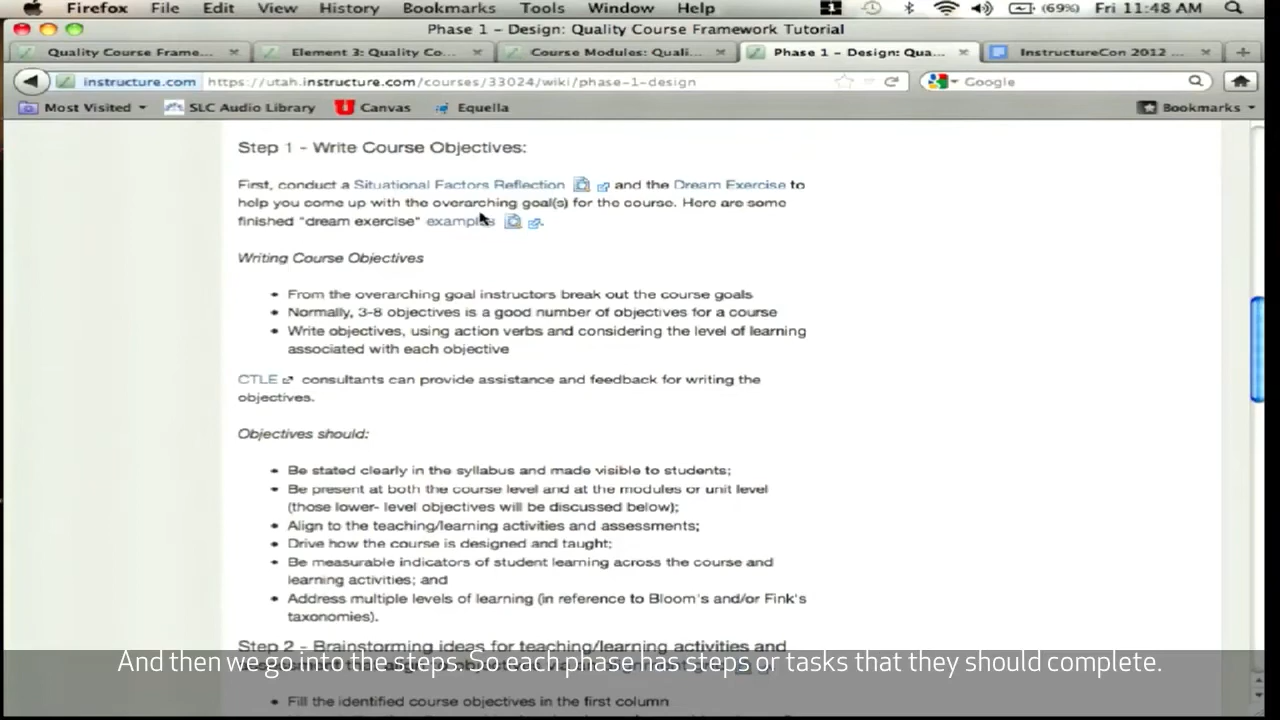 Firefox File Edit View History Bookmarks Tools Window Help 1 (69%) Fri 11:48 AM
Phase 1 - Design: Quality Course Framework Tutorial
Quality Course Frame... Element 3: Quality Co... Course Modules: Quali... Phase 1 - Design: Qua... InstructureCon 2012 ...
instructure.com https://utah.instructure.com/courses/33024/wiki/phase-1-design Google
Most Visited SLC Audio Library Canvas Equella Bookmarks
Step 1 - Write Course Objectives:
First, conduct a Situational Factors Reflection and the Dream Exercise to
help you come up with the overarching goal(s) for the course. Here are some
finished "dream exercise" examples .
Writing Course Objectives
• From the overarching goal instructors break out the course goals
• Normally, 3-8 objectives is a good number of objectives for a course
• Write objectives, using action verbs and considering the level of learning
associated with each objective
CTLE consultants can provide assistance and feedback for writing the
objectives.
Objectives should:
• Be stated clearly in the syllabus and made visible to students;
• Be present at both the course level and at the modules or unit level
(those lower- level objectives will be discussed below);
• Align to the teaching/learning activities and assessments;
• Drive how the course is designed and taught;
• Be measurable indicators of student learning across the course and
learning activities; and
• Address multiple levels of learning (in reference to Bloom's and/or Fink's
taxonomies).
Step 2 - Brainstorming ideas for teaching/learning activities and
And then we go into the steps. So each phase has steps or tasks that they should complete.
• Fill the identified course objectives in the first column